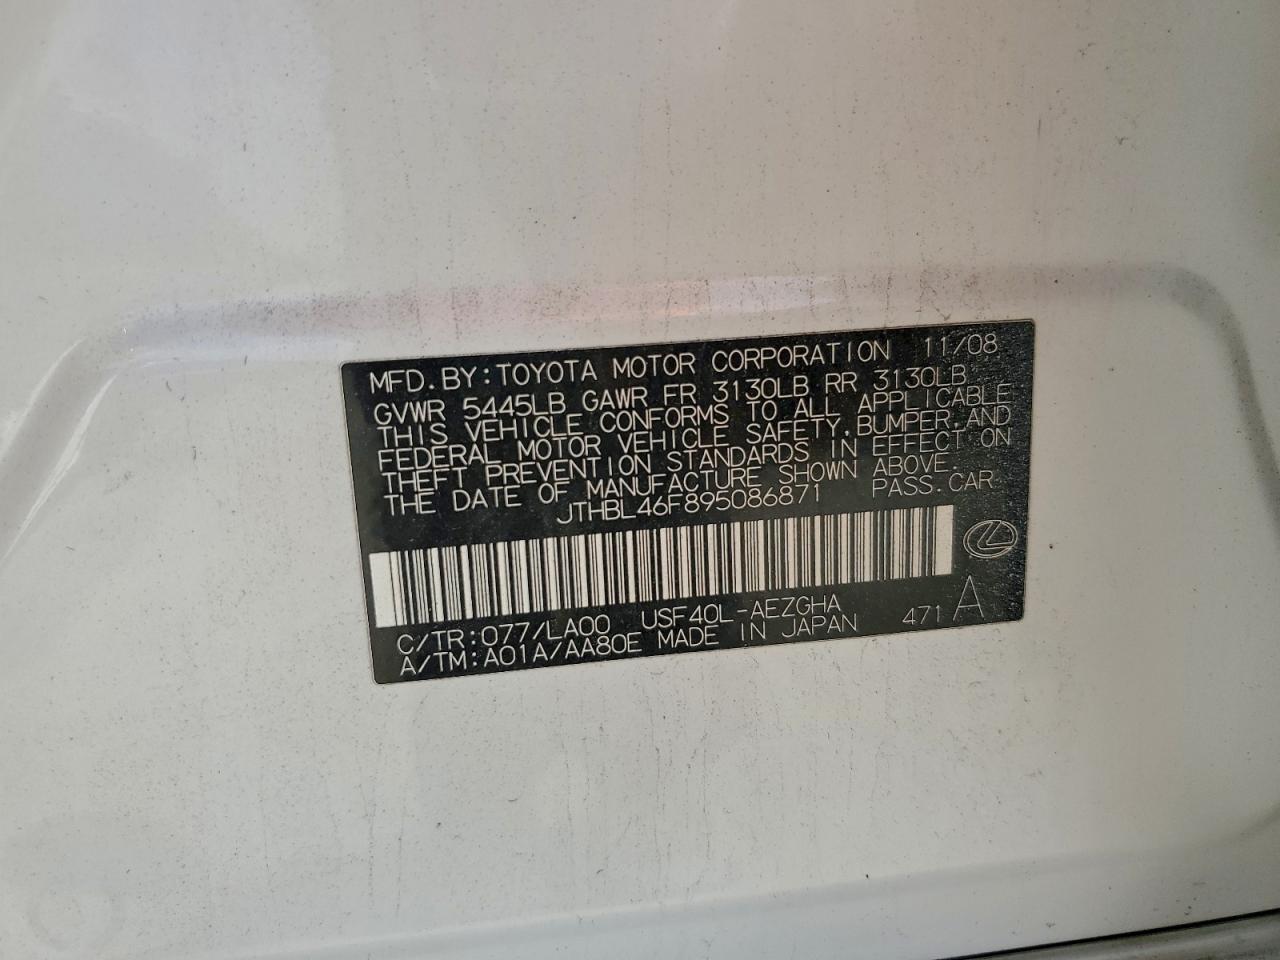 MFD.BY:TOYOTA MOTOR CORPORATION 11/08
GVWR 5445LB GAWR FR 3130LB RR 3130LB
THIS VEHICLE CONFORMS TO ALL APPLICABLE
FEDERAL MOTOR VEHICLE SAFETY,BUMPER,AND
THEFT PREVENTION STANDARDS IN EFFECT ON
THE DATE OF MANUFACTURE SHOWN ABOVE.
JTHBL46F895086871 PASS.CAR
C/TR:077/LA00 USF40L-AEZGHA
A/TM:A01A/AA80E MADE IN JAPAN 471 A